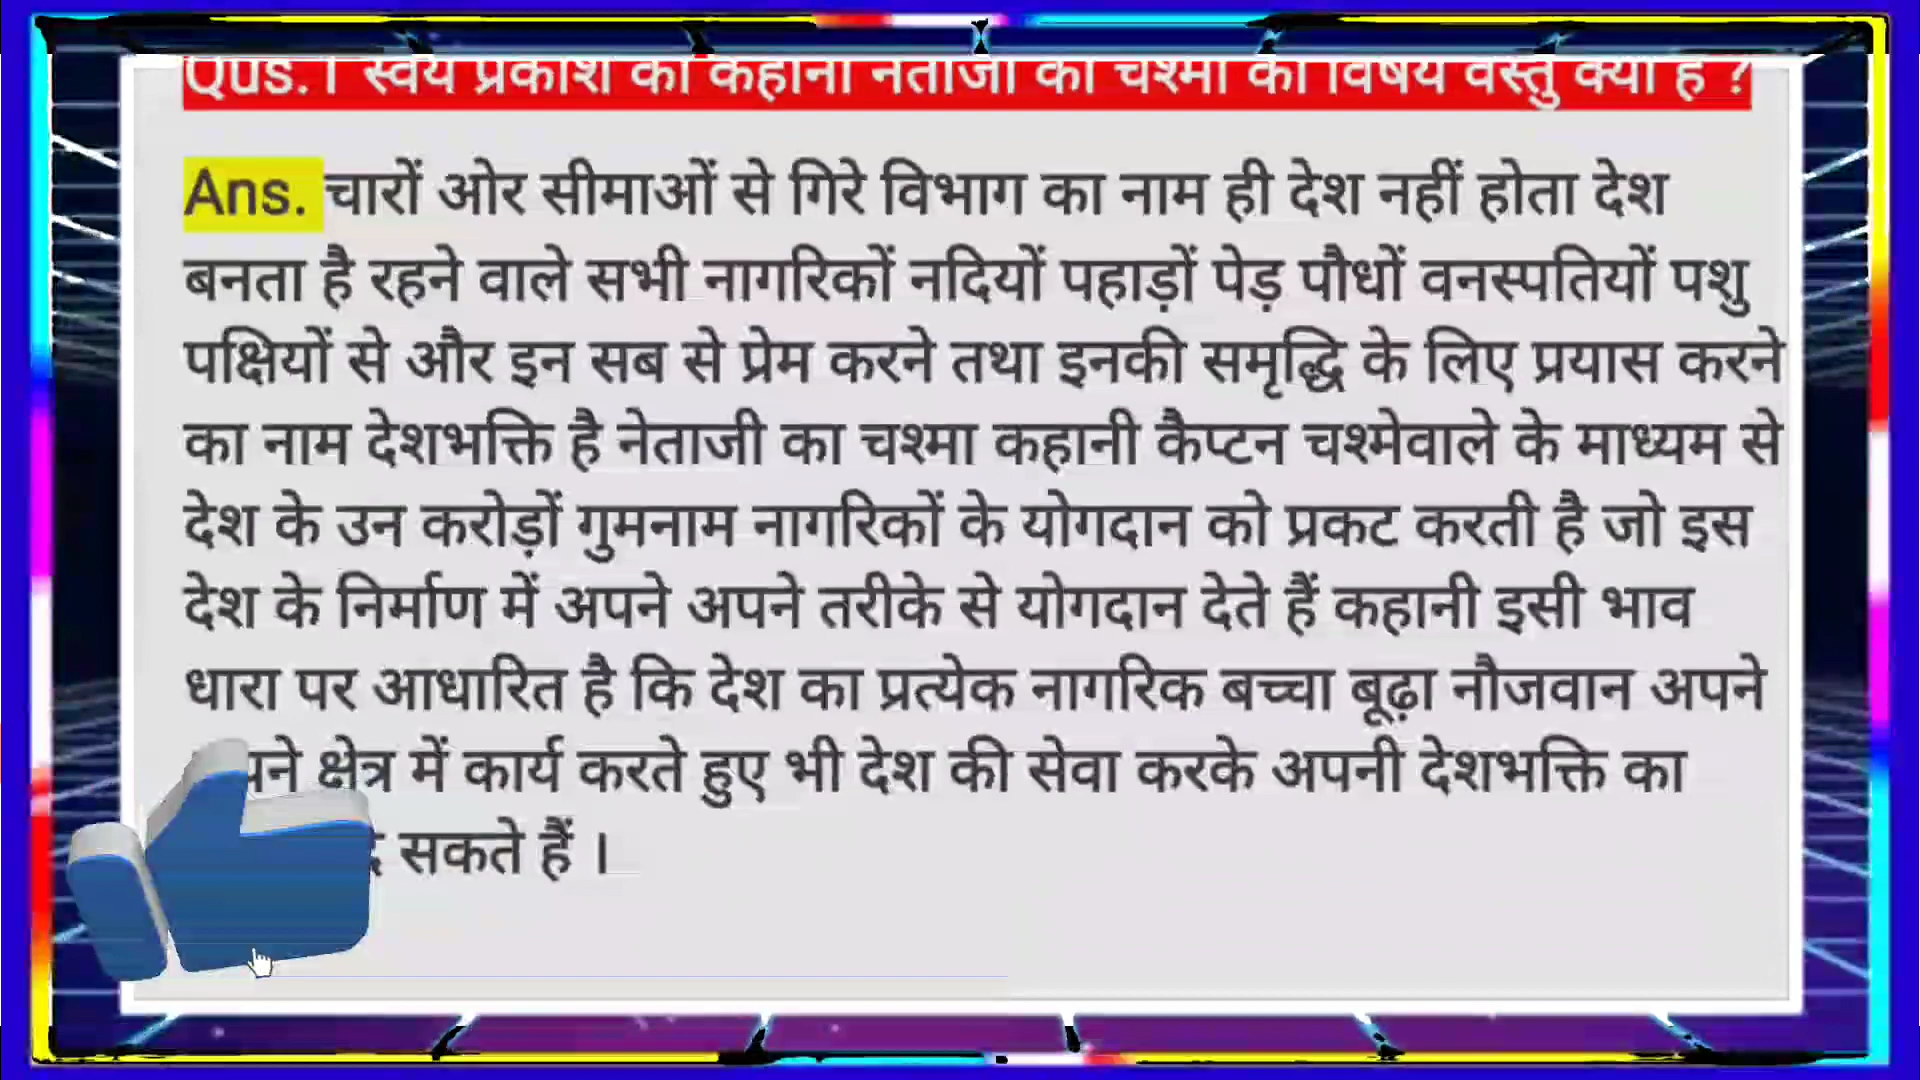 Qus.1 स्वयं प्रकाश की कहानी नेताजी का चश्मा की विषय वस्तु क्या है ?
Ans. चारों ओर सीमाओं से गिरे विभाग का नाम ही देश नहीं होता देश
बनता है रहने वाले सभी नागरिकों नदियों पहाड़ों पेड़ पौधों वनस्पतियों पशु
पक्षियों से और इन सब से प्रेम करने तथा इनकी समृद्धि के लिए प्रयास करने
का नाम देशभक्ति है नेताजी का चश्मा कहानी कैप्टन चश्मेवाले के माध्यम से
देश के उन करोड़ों गुमनाम नागरिकों के योगदान को प्रकट करती है जो इस
देश के निर्माण में अपने अपने तरीके से योगदान देते हैं कहानी इसी भाव
धारा पर आधारित है कि देश का प्रत्येक नागरिक बच्चा बूढ़ा नौजवान अपने
क्षेत्र में कार्य करते हुए भी देश की सेवा करके अपनी देशभक्ति का
सकते हैं ।